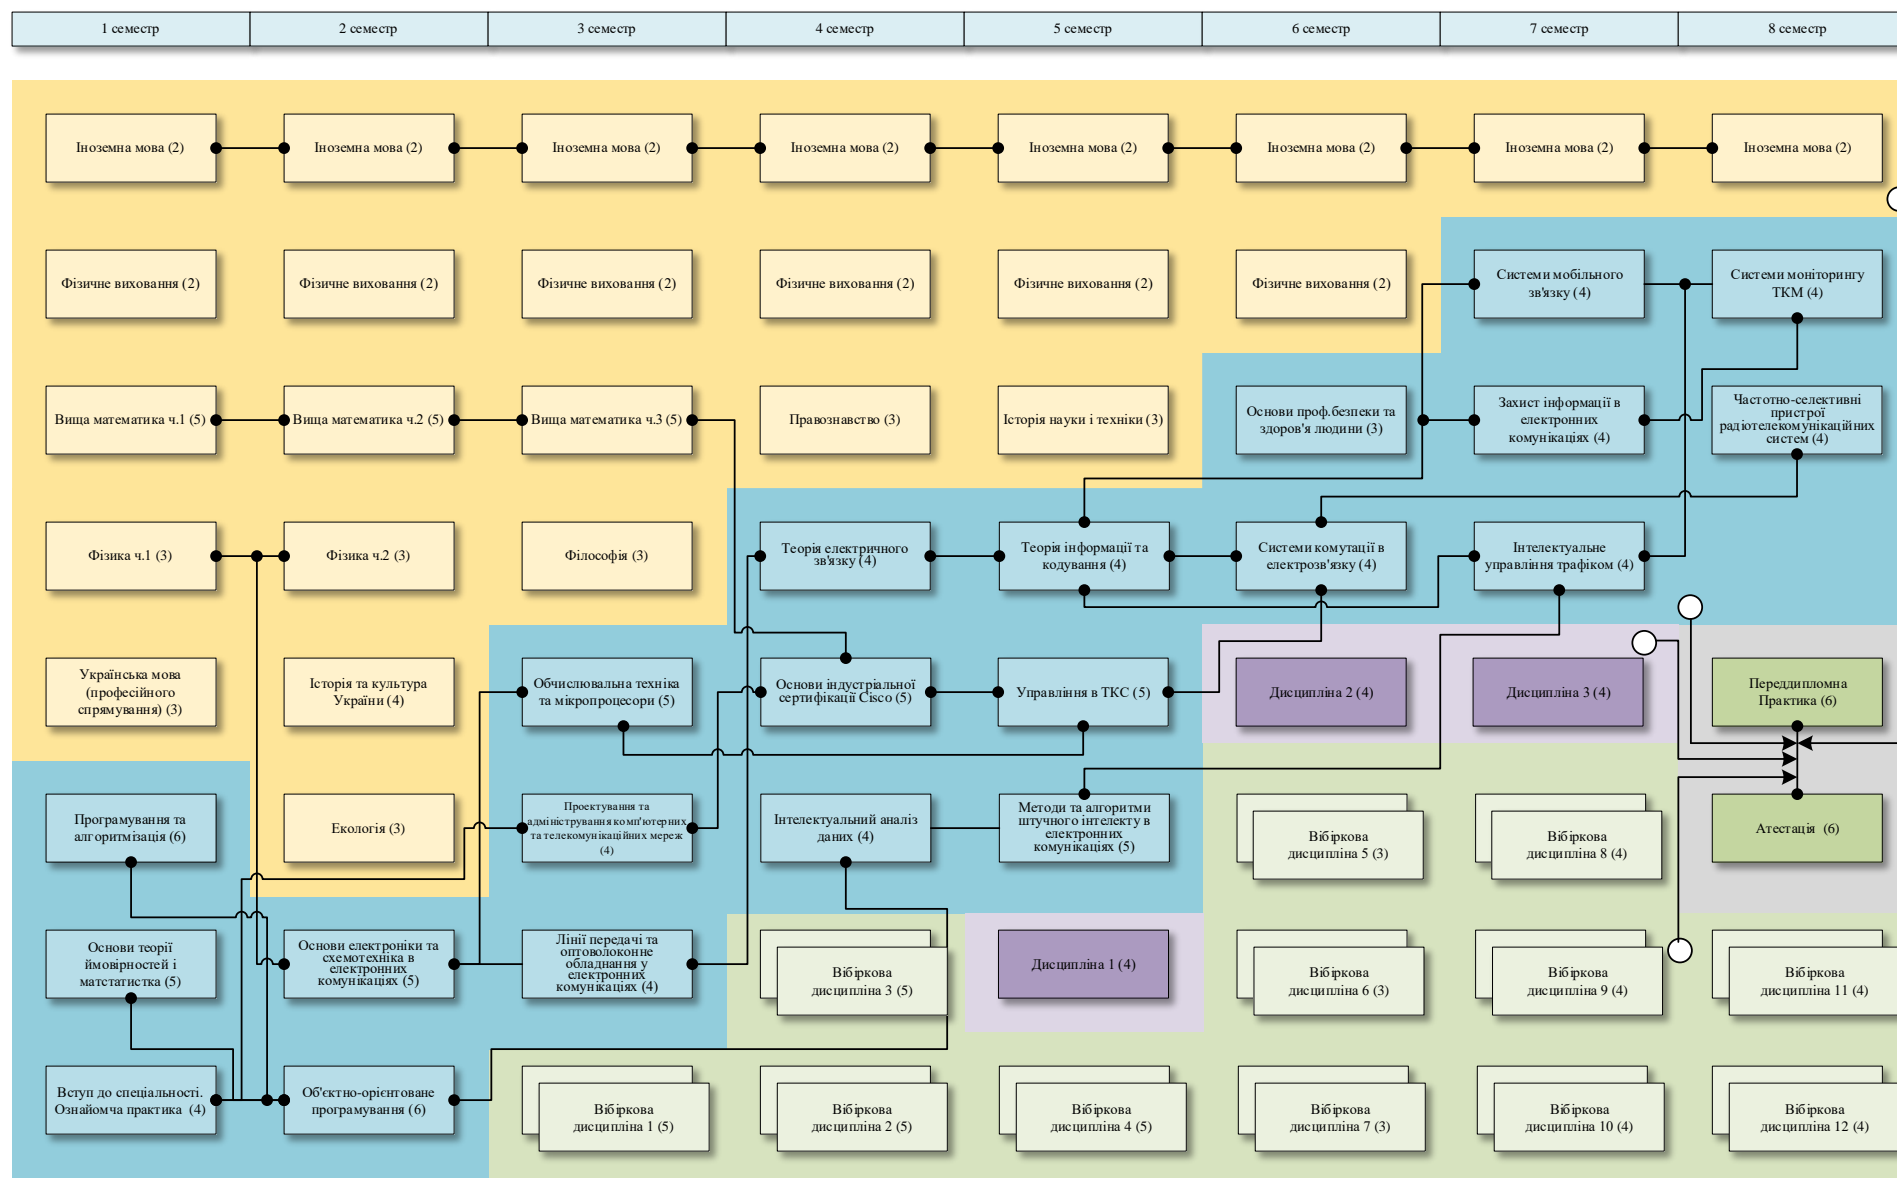 1 семестр
2 семестр
3 семестр
4 семестр
5 семестр
6 семестр
7 семестр
8 семестр
Іноземна мова (2)
Іноземна мова (2)
Іноземна мова (2)
Іноземна мова (2)
Іноземна мова (2)
Іноземна мова (2)
Іноземна мова (2)
Іноземна мова (2)
Фізичне виховання (2)
Фізичне виховання (2)
Фізичне виховання (2)
Фізичне виховання (2)
Фізичне виховання (2)
Фізичне виховання (2)
Системи мобільного
зв'язку (4)
Системи моніторингу
ТКМ (4)
Вища математика ч.1 (5)
Вища математика ч.2 (5)
Вища математика ч.3 (5)
Правознавство (3)
Історія науки і техніки (3)
Основи проф.безпеки та
здоров'я людини (3)
Захист інформації в
електронних
комунікаціях (4)
Частотно-селективні
пристрої
радіотелекомунікаційних
систем (4)
Фізика ч.1 (3)
Фізика ч.2 (3)
Філософія (3)
Теорія електричного
зв'язку (4)
Теорія інформації та
кодування (4)
Системи комутації в
електрозв'язку (4)
Інтелектуальне
управління трафіком (4)
Українська мова
(професійного
спрямування) (3)
Історія та культура
України (4)
Обчислювальна техніка
та мікропроцесори (5)
Основи індустріальної
сертифікації Cisco (5)
Управління в ТКС (5)
Дисципліна 2 (4)
Дисципліна 3 (4)
Переддипломна
Практика (6)
Програмування та
алгоритмізація (6)
Екологія (3)
Проектування та
адміністрування комп'ютерних
та телекомунікаційних мереж
(4)
Інтелектуальний аналіз
даних (4)
Методи та алгоритми
штучного інтелекту в
електронних
комунікаціях (5)
Вібіркова
дисципліна 5 (3)
Вібіркова
дисципліна 8 (4)
Атестація (6)
Основи теорії
ймовірностей і
матстатистка (5)
Основи електроніки та
схемотехніка в
електронних
комунікаціях (5)
Лінії передачі та
оптоволоконне
обладнання у
електронних
комунікаціях (4)
Вібіркова
дисципліна 3 (5)
Дисципліна 1 (4)
Вібіркова
дисципліна 6 (3)
Вібіркова
дисципліна 9 (4)
Вібіркова
дисципліна 11 (4)
Вступ до спеціальності.
Ознайомча практика (4)
Об'єктно-орієнтоване
програмування (6)
Вібіркова
дисципліна 1 (5)
Вібіркова
дисципліна 2 (5)
Вібіркова
дисципліна 4 (5)
Вібіркова
дисципліна 7 (3)
Вібіркова
дисципліна 10 (4)
Вібіркова
дисципліна 12 (4)